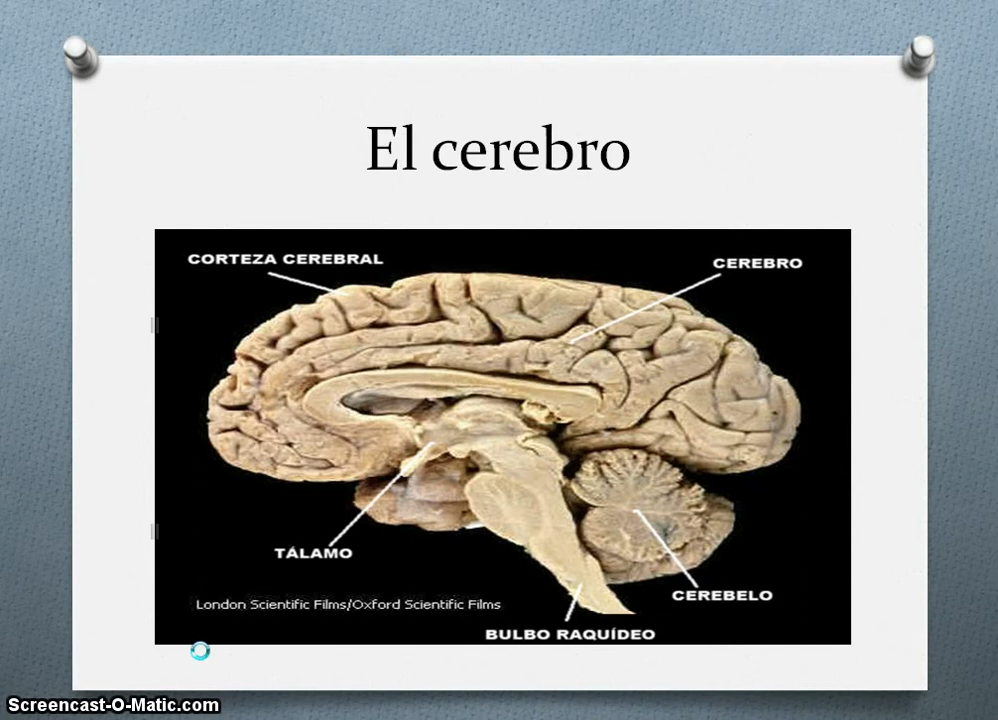 El cerebro
CORTEZA CEREBRAL
CEREBRO
TÁLAMO
CEREBELO
London Scientific Films/Oxford Scientific Films
BULBO RAQUÍDEO
Screencast-O-Matic.com